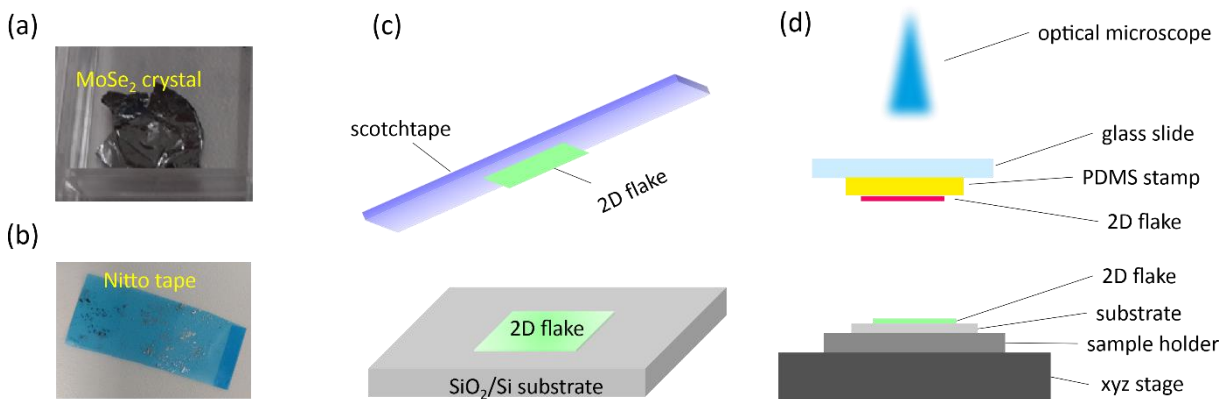 (a)
MoSe₂ crystal
(b)
Nitto tape
(c)
scotchtape
2D flake
2D flake
SiO₂/Si substrate
(d)
optical microscope
glass slide
PDMS stamp
2D flake
2D flake
substrate
sample holder
xyz stage